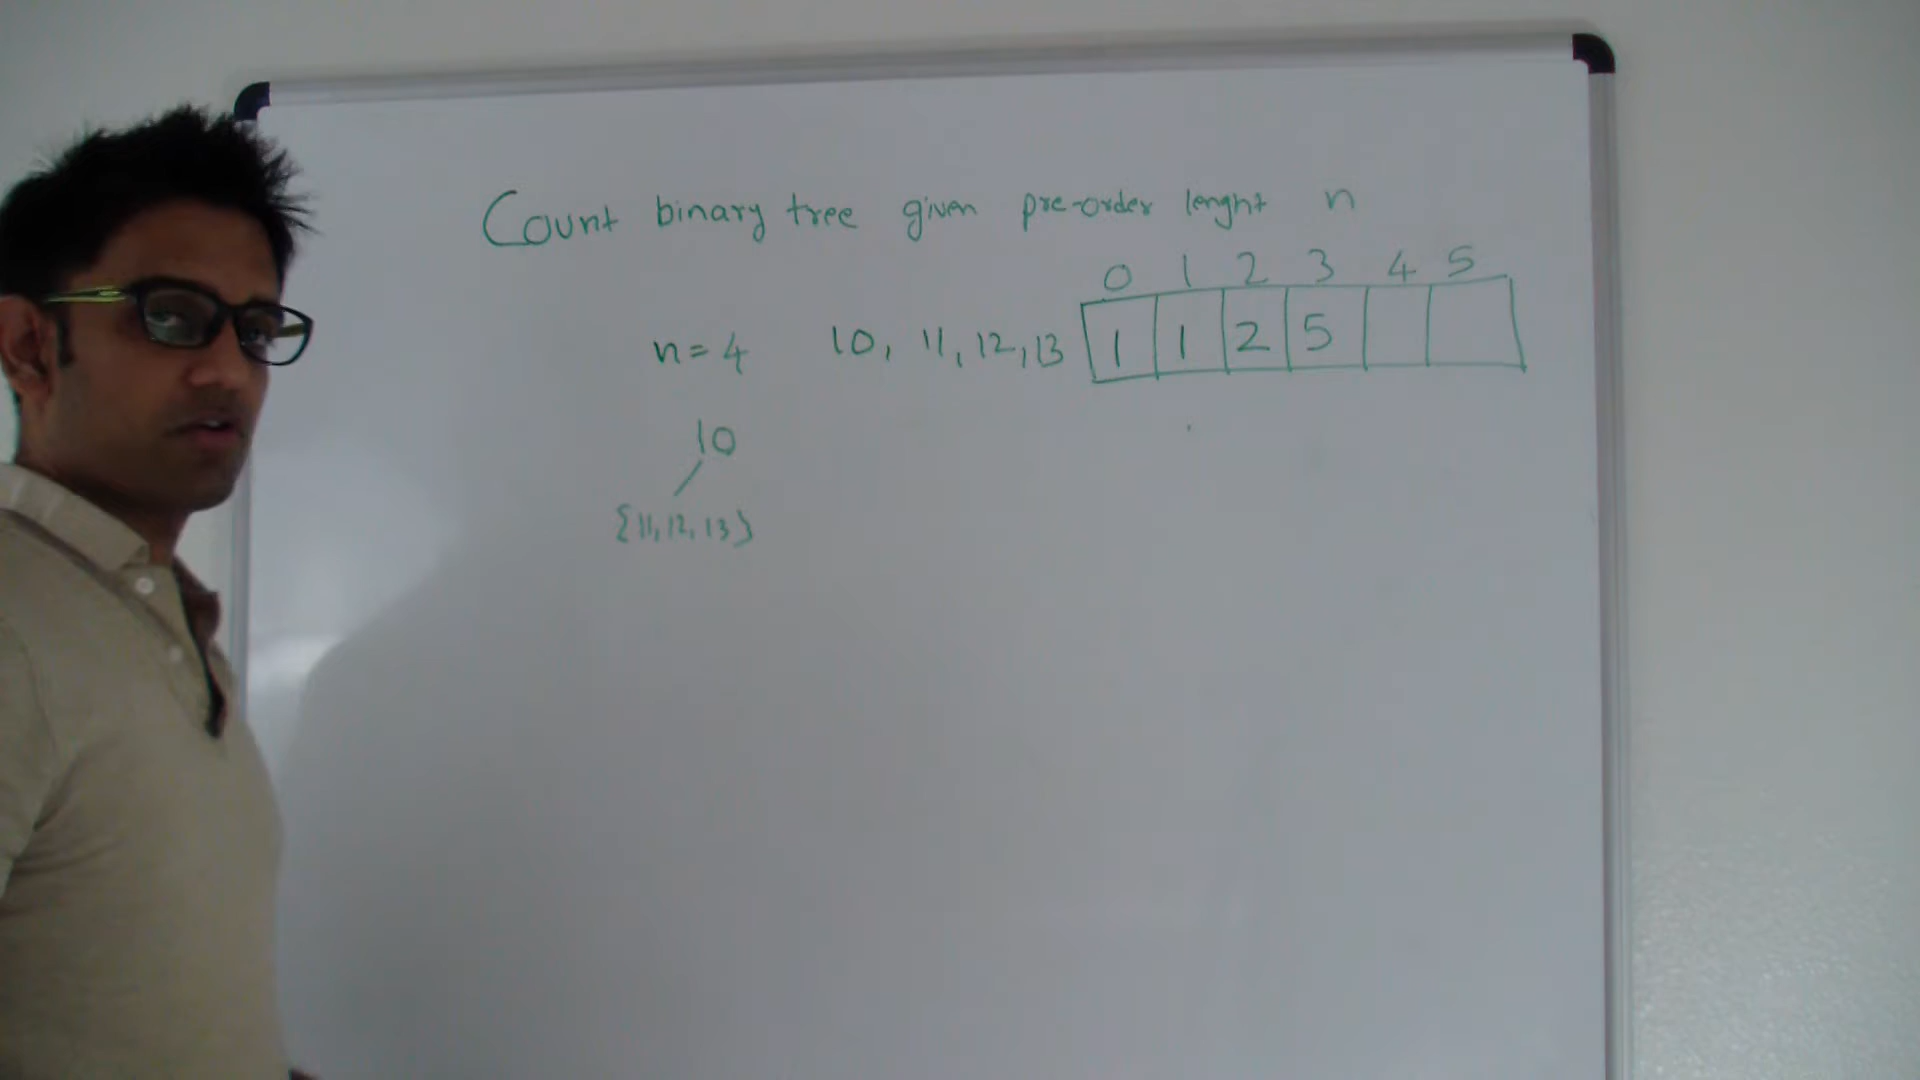 Count binary tree given pre-order lenght n
0 1 2 3 4 5
n=4 10, 11, 12, 13 1 1 2 5
10
{11, 12, 13}